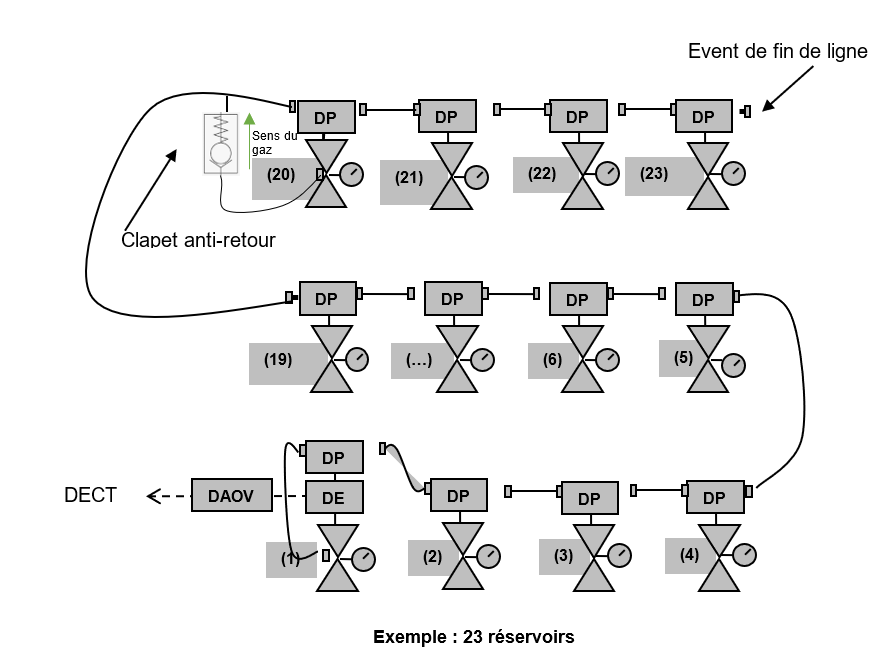 Event de fin de ligne
DP
DP
DP
DP
Sens du
gaz
(20)
(21)
(22)
(23)
Clapet anti-retour
DP
DP
DP
DP
(19)
(...)
(6)
(5)
DP
DECT
DAOV
DE
DP
DP
DP
(1)
(2)
(3)
(4)
Exemple : 23 réservoirs